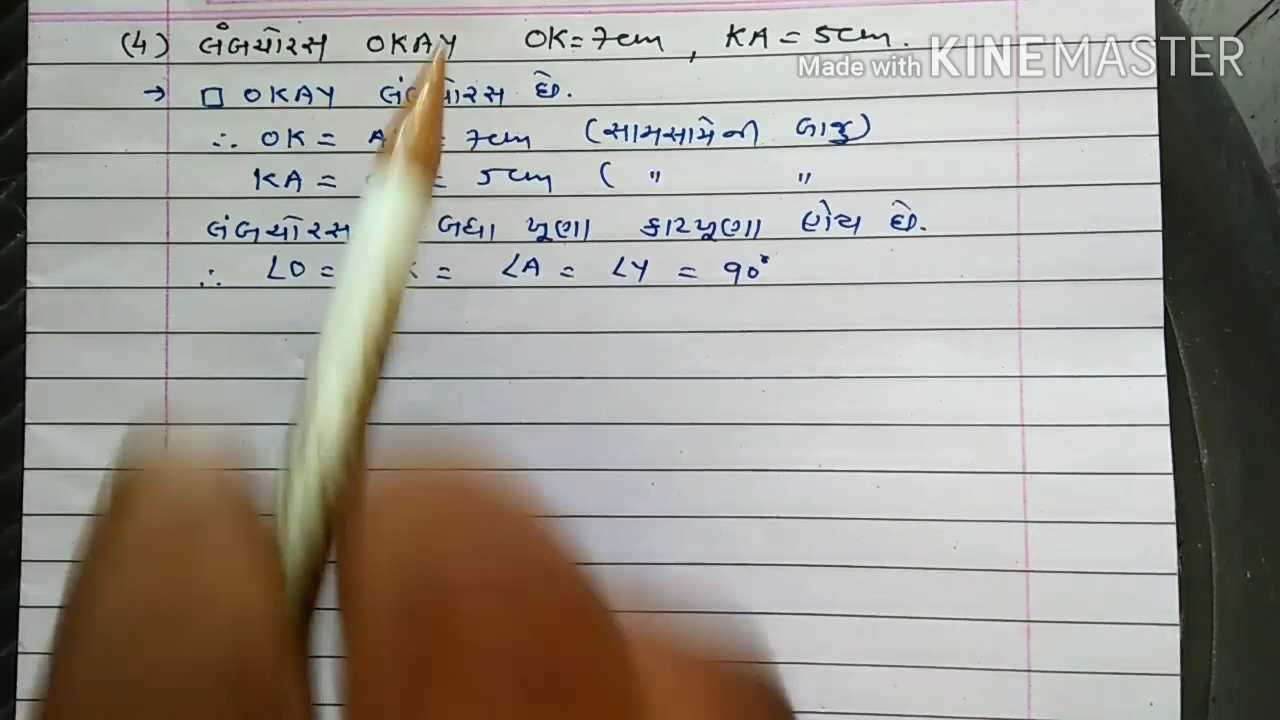 (4) લંબચોરસ OKAY OK = 7cm , KA = 5cm.
Made with KINEMASTER
→ □ OKAY લંબચોરસ છે.
∴ OK = A = 7cm (સામસામેની બાજુ)
KA = = 5cm ( " "
લંબચોરસ બધા ખૂણા કાટખૂણા હોય છે.
∴ ∠O = = ∠A = ∠Y = 90°